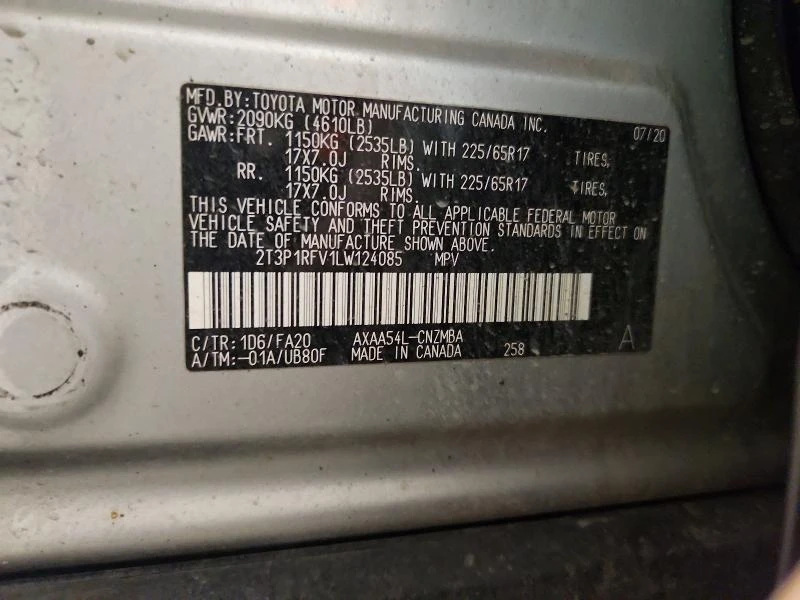 MFD.BY:TOYOTA MOTOR MANUFACTURING CANADA INC. 07/20
GVWR:2090KG (4610LB)
GAWR:FRT. 1150KG (2535LB) WITH 225/65R17 TIRES,
17X7.0J RIMS.
RR. 1150KG (2535LB) WITH 225/65R17 TIRES,
17X7.0J RIMS.
THIS VEHICLE CONFORMS TO ALL APPLICABLE FEDERAL MOTOR
VEHICLE SAFETY AND THEFT PREVENTION STANDARDS IN EFFECT ON
THE DATE OF MANUFACTURE SHOWN ABOVE.
2T3P1RFV1LW124085 MPV
C/TR:1D6/FA20 AXAA54L-CNZMBA
A/TM:-01A/UB80F MADE IN CANADA 258 A